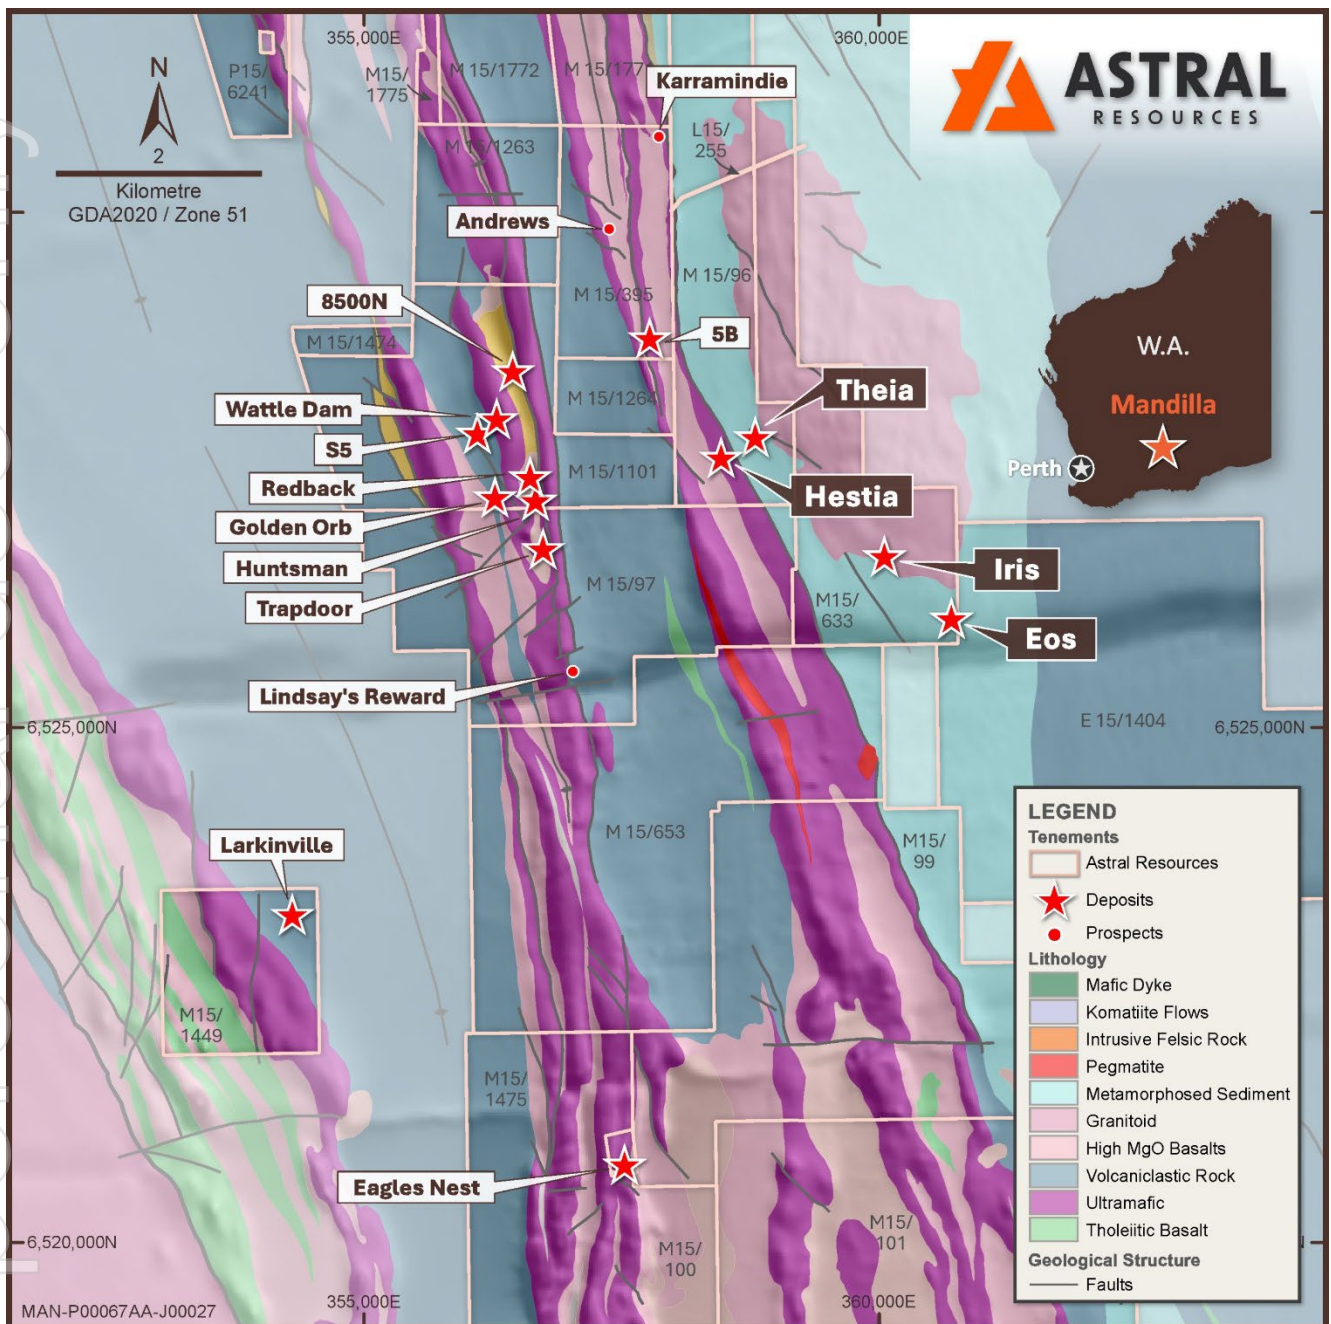 355,000E
360,000E
ASTRAL
RESOURCES
N
2
Kilometre
GDA2020 / Zone 51
P15/
6241
M15/
1775
M 15/1772
Karramindie
M 15/1263
L15/
255
Andrews
M 15/96
8500N
M 15/395
5B
M 15/1474
W.A.
Mandilla
Perth
Theia
M 15/1264
Wattle Dam
S5
Hestia
Redback
M 15/1101
Golden Orb
Huntsman
Iris
Trapdoor
M 15/97
M15/
633
Eos
Lindsay's Reward
6,525,000N
E 15/1404
6,525,000N
M 15/653
Larkinville
M15/
99
M15/
1449
M15/
1475
Eagles Nest
M15/
100
M15/
101
6,520,000N
LEGEND
Tenements
Astral Resources
Deposits
Prospects
Lithology
Mafic Dyke
Komatiite Flows
Intrusive Felsic Rock
Pegmatite
Metamorphosed Sediment
Granitoid
High MgO Basalts
Volcaniclastic Rock
Ultramafic
Tholeiitic Basalt
Geological Structure
Faults
MAN-P00067AA-J00027
355,000E
360,000E